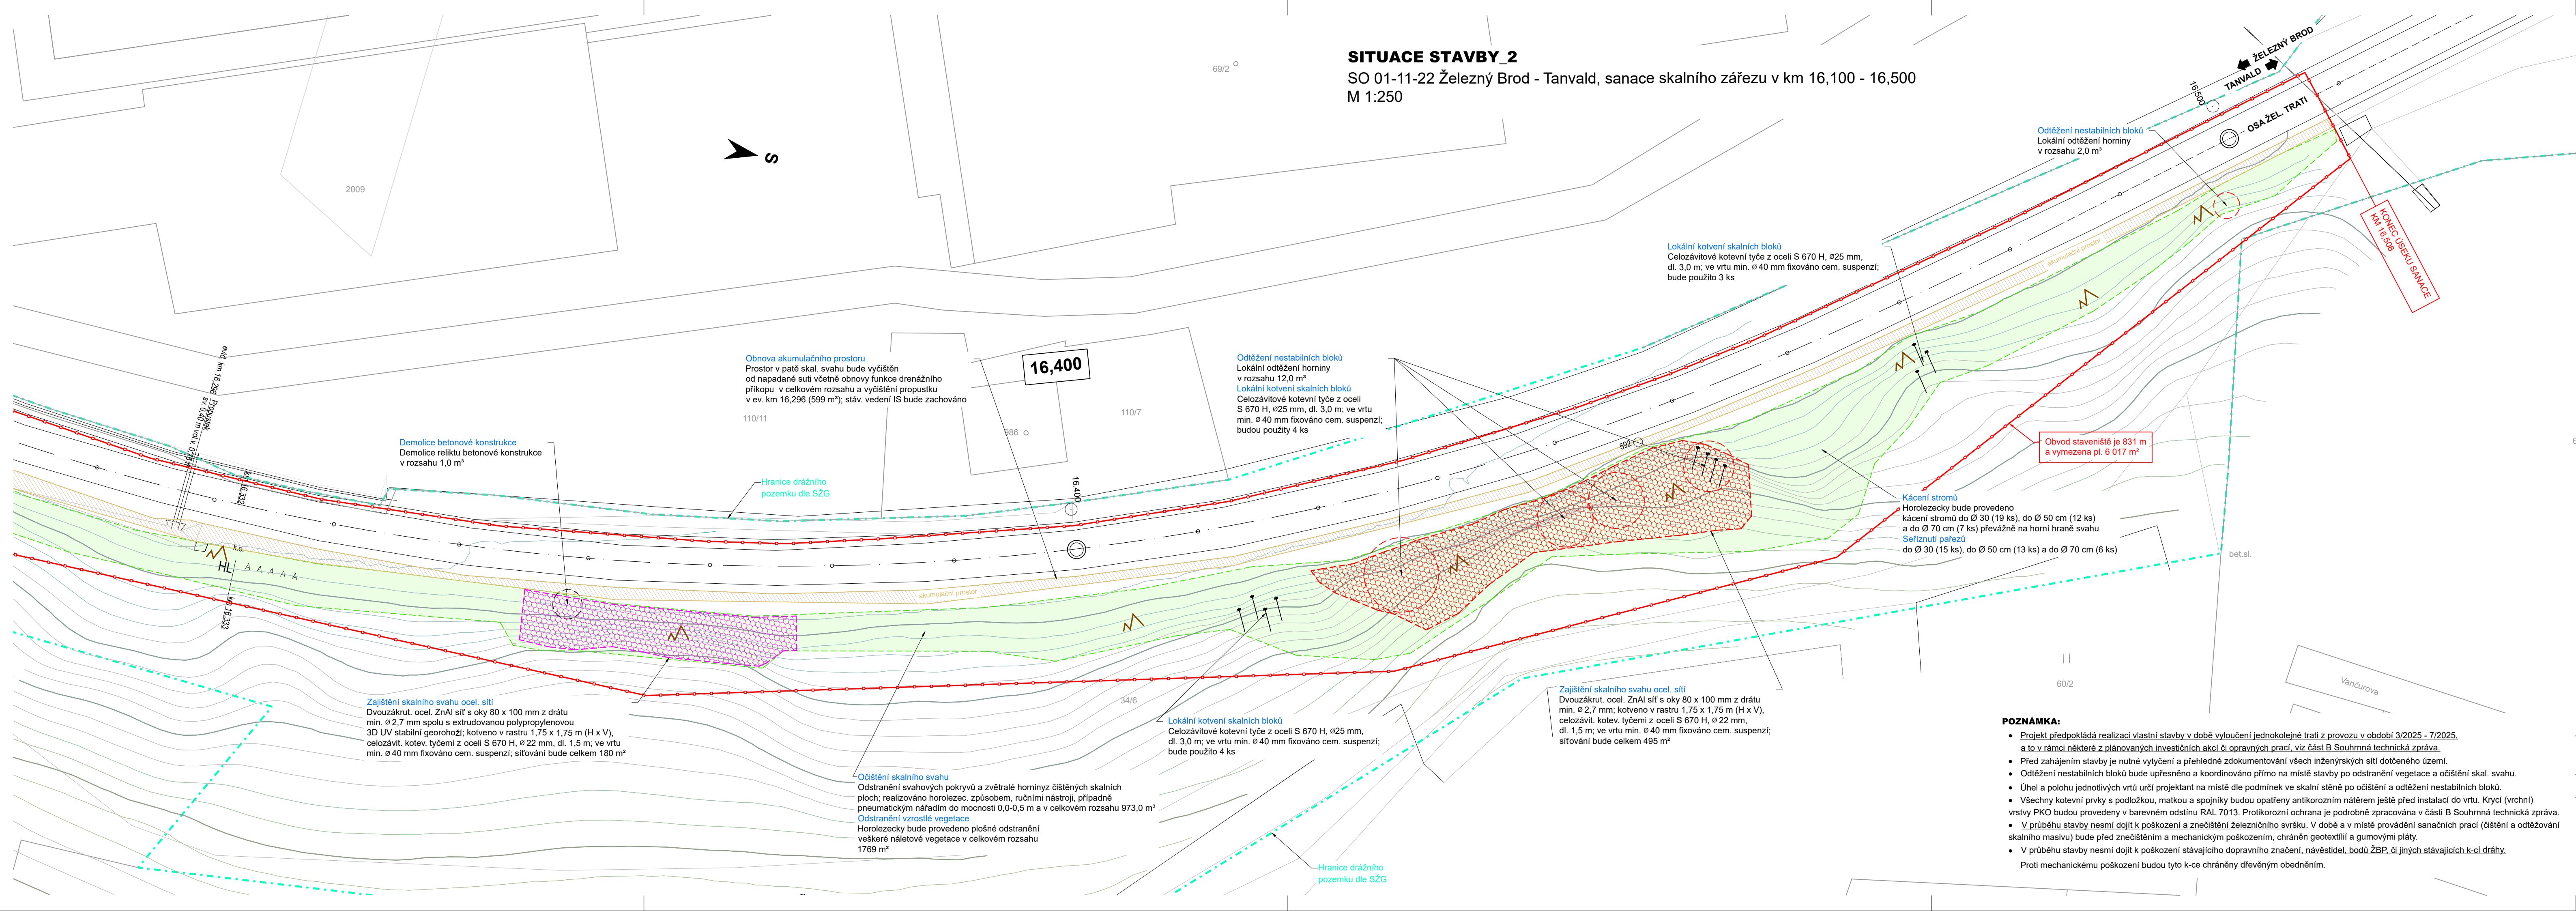 SITUACE STAVBY_2
SO 01-11-22 Železný Brod - Tanvald, sanace skalního zářezu v km 16,100 - 16,500
M 1:250
69/2
2009
S
ŽELEZNÝ BROD
TANVALD
16,500
OSA ŽEL. TRATI
Odtěžení nestabilních bloků
Lokální odtěžení horniny
v rozsahu 2,0 m³
KONEC ÚSEKU SANACE
KM 16,508
akumulační prostor
Lokální kotvení skalních bloků
Celozávitové kotevní tyče z oceli S 670 H, ⌀25 mm,
dl. 3,0 m; ve vrtu min. ⌀ 40 mm fixováno cem. suspenzí;
bude použito 3 ks
evid. km 16,296 Propustek
sv. 0,40 m vol.v. 0,78 m
km 16,332
k.o.
HL
A A A A A
km 16,333
Obnova akumulačního prostoru
Prostor v patě skal. svahu bude vyčištěn
od napadané suti včetně obnovy funkce drenážního
příkopu v celkovém rozsahu a vyčištění propustku
v ev. km 16,296 (599 m³); stáv. vedení IS bude zachováno
110/11
16,400
986
110/7
Odtěžení nestabilních bloků
Lokální odtěžení horniny
v rozsahu 12,0 m³
Lokální kotvení skalních bloků
Celozávitové kotevní tyče z oceli
S 670 H, ⌀25 mm, dl. 3,0 m; ve vrtu
min. ⌀ 40 mm fixováno cem. suspenzí;
budou použity 4 ks
Demolice betonové konstrukce
Demolice reliktu betonové konstrukce
v rozsahu 1,0 m³
Hranice drážního
pozemku dle SŽG
16,400
592
Obvod staveniště je 831 m
a vymezena pl. 6 017 m²
Kácení stromů
Horolezecky bude provedeno
kácení stromů do Ø 30 (19 ks), do Ø 50 cm (12 ks)
a do Ø 70 cm (7 ks) převážně na horní hraně svahu
Seříznutí pařezů
do Ø 30 (15 ks), do Ø 50 cm (13 ks) a do Ø 70 cm (6 ks)
bet.sl.
akumulační prostor
Zajištění skalního svahu ocel. sítí
Dvouzákrut. ocel. ZnAl síť s oky 80 x 100 mm z drátu
min. ⌀ 2,7 mm spolu s extrudovanou polypropylenovou
3D UV stabilní georohoží; kotveno v rastru 1,75 x 1,75 m (H x V),
celozávit. kotev. tyčemi z oceli S 670 H, ⌀ 22 mm, dl. 1,5 m; ve vrtu
min. ⌀ 40 mm fixováno cem. suspenzí; síťování bude celkem 180 m²
34/6
Lokální kotvení skalních bloků
Celozávitové kotevní tyče z oceli S 670 H, ⌀25 mm,
dl. 3,0 m; ve vrtu min. ⌀ 40 mm fixováno cem. suspenzí;
bude použito 4 ks
Zajištění skalního svahu ocel. sítí
Dvouzákrut. ocel. ZnAl síť s oky 80 x 100 mm z drátu
min. ⌀ 2,7 mm; kotveno v rastru 1,75 x 1,75 m (H x V),
celozávit. kotev. tyčemi z oceli S 670 H, ⌀ 22 mm,
dl. 1,5 m; ve vrtu min. ⌀ 40 mm fixováno cem. suspenzí;
síťování bude celkem 495 m²
60/2
Vančurova
Očištění skalního svahu
Odstranění svahových pokryvů a zvětralé horninyz čištěných skalních
ploch; realizováno horolezec. způsobem, ručními nástroji, případně
pneumatickým nářadím do mocnosti 0,0-0,5 m a v celkovém rozsahu 973,0 m³
Odstranění vzrostlé vegetace
Horolezecky bude provedeno plošné odstranění
veškeré náletové vegetace v celkovém rozsahu
1769 m²
Hranice drážního
pozemku dle SŽG
POZNÁMKA:
• Projekt předpokládá realizaci vlastní stavby v době vyloučení jednokolejné trati z provozu v období 3/2025 - 7/2025,
a to v rámci některé z plánovaných investičních akcí či opravných prací, viz část B Souhrnná technická zpráva.
• Před zahájením stavby je nutné vytyčení a přehledné zdokumentování všech inženýrských sítí dotčeného území.
• Odtěžení nestabilních bloků bude upřesněno a koordinováno přímo na místě stavby po odstranění vegetace a očištění skal. svahu.
• Úhel a polohu jednotlivých vrtů určí projektant na místě dle podmínek ve skalní stěně po očištění a odtěžení nestabilních bloků.
• Všechny kotevní prvky s podložkou, matkou a spojníky budou opatřeny antikorozním nátěrem ještě před instalací do vrtu. Krycí (vrchní)
vrstvy PKO budou provedeny v barevném odstínu RAL 7013. Protikorozní ochrana je podrobně zpracována v části B Souhrnná technická zpráva.
• V průběhu stavby nesmí dojít k poškození a znečištění železničního svršku. V době a v místě provádění sanačních prací (čištění a odtěžování
skalního masivu) bude před znečištěním a mechanickým poškozením, chráněn geotextílií a gumovými pláty.
• V průběhu stavby nesmí dojít k poškození stávajícího dopravního značení, návěstidel, bodů ŽBP, či jiných stávajících k-cí dráhy.
Proti mechanickému poškození budou tyto k-ce chráněny dřevěným obedněním.